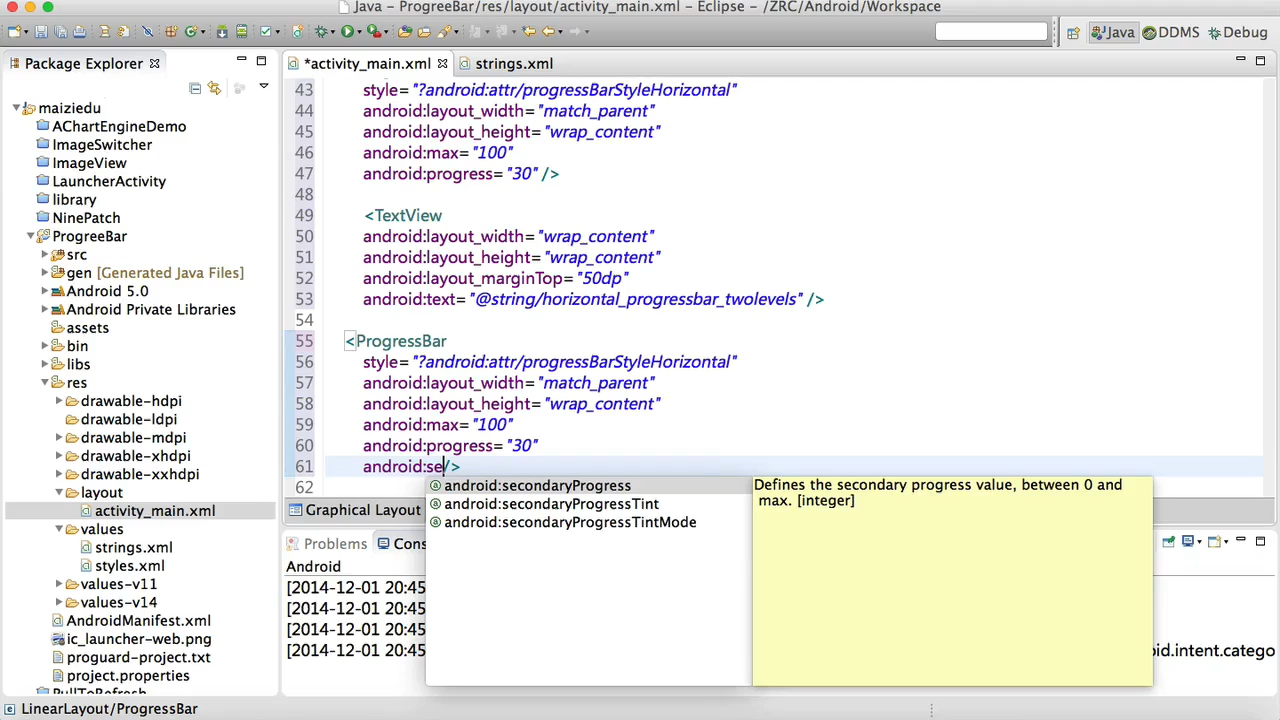 Java - ProgreeBar/res/layout/activity_main.xml - Eclipse - /ZRC/Android/Workspace
Java
DDMS
Debug
Package Explorer
*activity_main.xml
strings.xml
maiziedu
AChartEngineDemo
ImageSwitcher
ImageView
LauncherActivity
library
NinePatch
ProgreeBar
src
gen [Generated Java Files]
Android 5.0
Android Private Libraries
assets
bin
libs
res
drawable-hdpi
drawable-ldpi
drawable-mdpi
drawable-xhdpi
drawable-xxhdpi
layout
activity_main.xml
values
strings.xml
styles.xml
values-v11
values-v14
AndroidManifest.xml
ic_launcher-web.png
proguard-project.txt
project.properties
PullToRefresh
43 style="?android:attr/progressBarStyleHorizontal"
44 android:layout_width="match_parent"
45 android:layout_height="wrap_content"
46 android:max="100"
47 android:progress="30" />
48
49 <TextView
50 android:layout_width="wrap_content"
51 android:layout_height="wrap_content"
52 android:layout_marginTop="50dp"
53 android:text="@string/horizontal_progressbar_twolevels" />
54
55 <ProgressBar
56 style="?android:attr/progressBarStyleHorizontal"
57 android:layout_width="match_parent"
58 android:layout_height="wrap_content"
59 android:max="100"
60 android:progress="30"
61 android:se/>
62
android:secondaryProgress
android:secondaryProgressTint
android:secondaryProgressTintMode
Defines the secondary progress value, between 0 and
max. [integer]
Graphical Layout
Problems
Cons
Android
[2014-12-01 20:45
[2014-12-01 20:45
[2014-12-01 20:45
[2014-12-01 20:45
oid.intent.catego
LinearLayout/ProgressBar